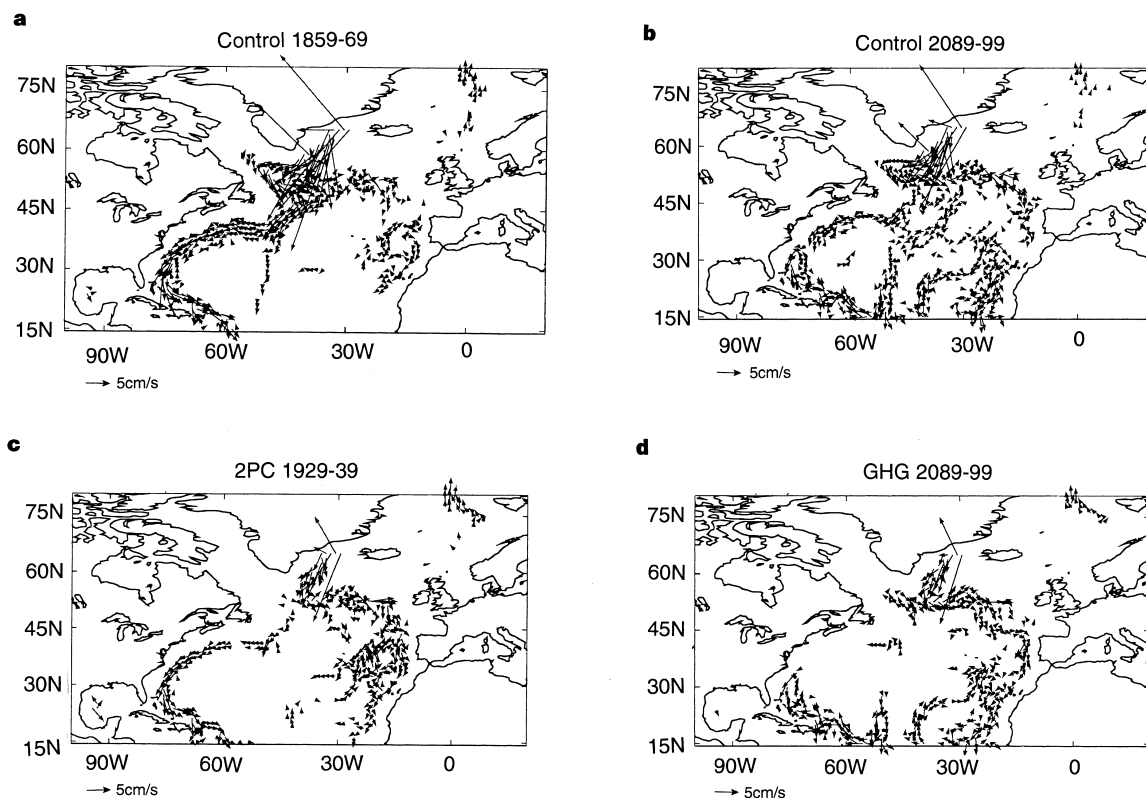 a
Control 1859-69
75N
60N
45N
30N
15N
90W 60W 30W 0
5cm/s
b
Control 2089-99
75N
60N
45N
30N
15N
90W 60W 30W 0
5cm/s
c
2PC 1929-39
75N
60N
45N
30N
15N
90W 60W 30W 0
5cm/s
d
GHG 2089-99
75N
60N
45N
30N
15N
90W 60W 30W 0
5cm/s